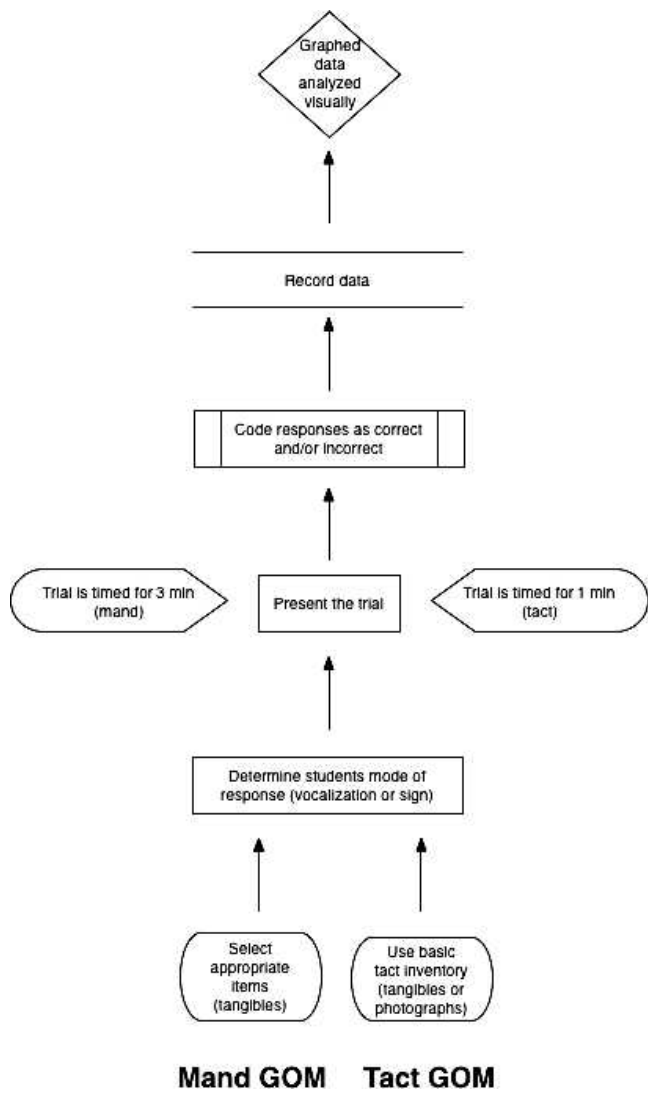 Graphed
data
analyzed
visually
Record data
Code responses as correct
and/or incorrect
Trial is timed for 3 min
(mand)
Present the trial
Trial is timed for 1 min
(tact)
Determine students mode of
response (vocalization or sign)
Select
appropriate
items
(tangibles)
Use basic
tact inventory
(tangibles or
photographs)
Mand GOM
Tact GOM